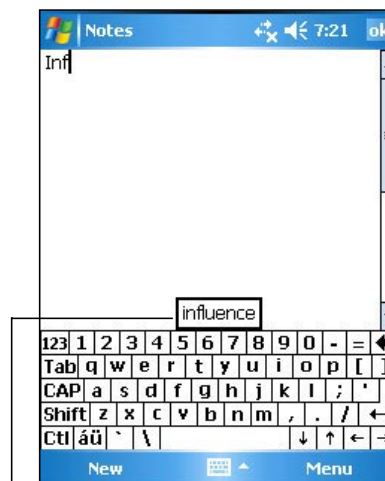 Notes 7:21 ok
Inf
influence
123 1 2 3 4 5 6 7 8 9 0 - =
Tab q w e r t y u i o p [ ]
CAP a s d f g h j k l ; '
Shift z x c v b n m , . / ←
Ctl áü ` \ ↓ ↑ ← →
New Menu